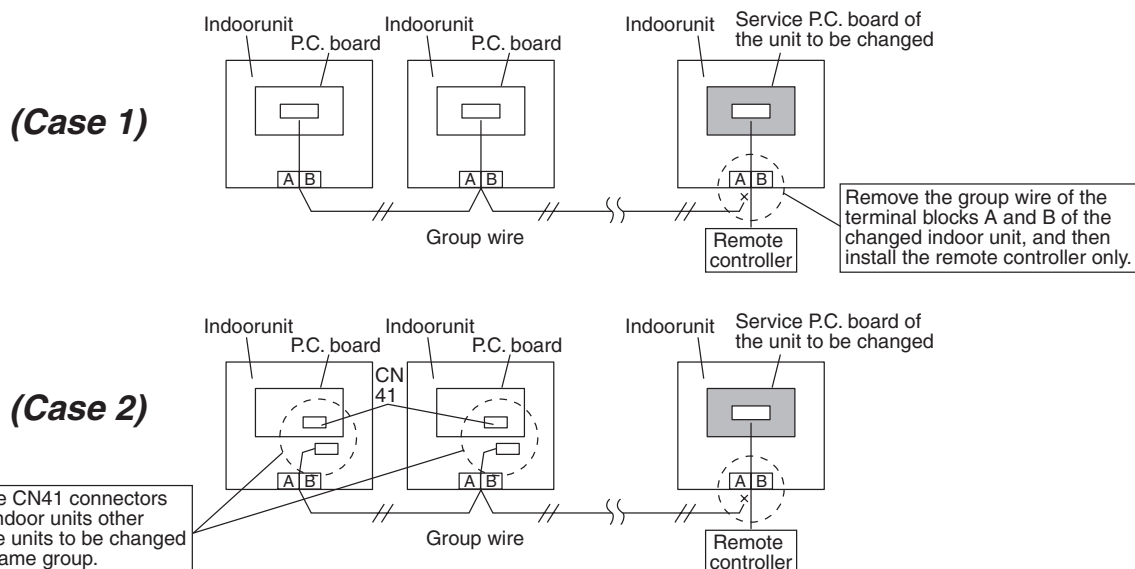 Indoorunit
P.C. board
Indoorunit
P.C. board
Indoorunit
Service P.C. board of
the unit to be changed
(Case 1)
A B
A B
A B
Group wire
Remote
controller
Remove the group wire of the
terminal blocks A and B of the
changed indoor unit, and then
install the remote controller only.
Indoorunit
P.C. board
Indoorunit
P.C. board
Indoorunit
Service P.C. board of
the unit to be changed
CN
41
(Case 2)
A B
A B
A B
CN41 connectors
indoor units other
units to be changed
group.
Group wire
Remote
controller